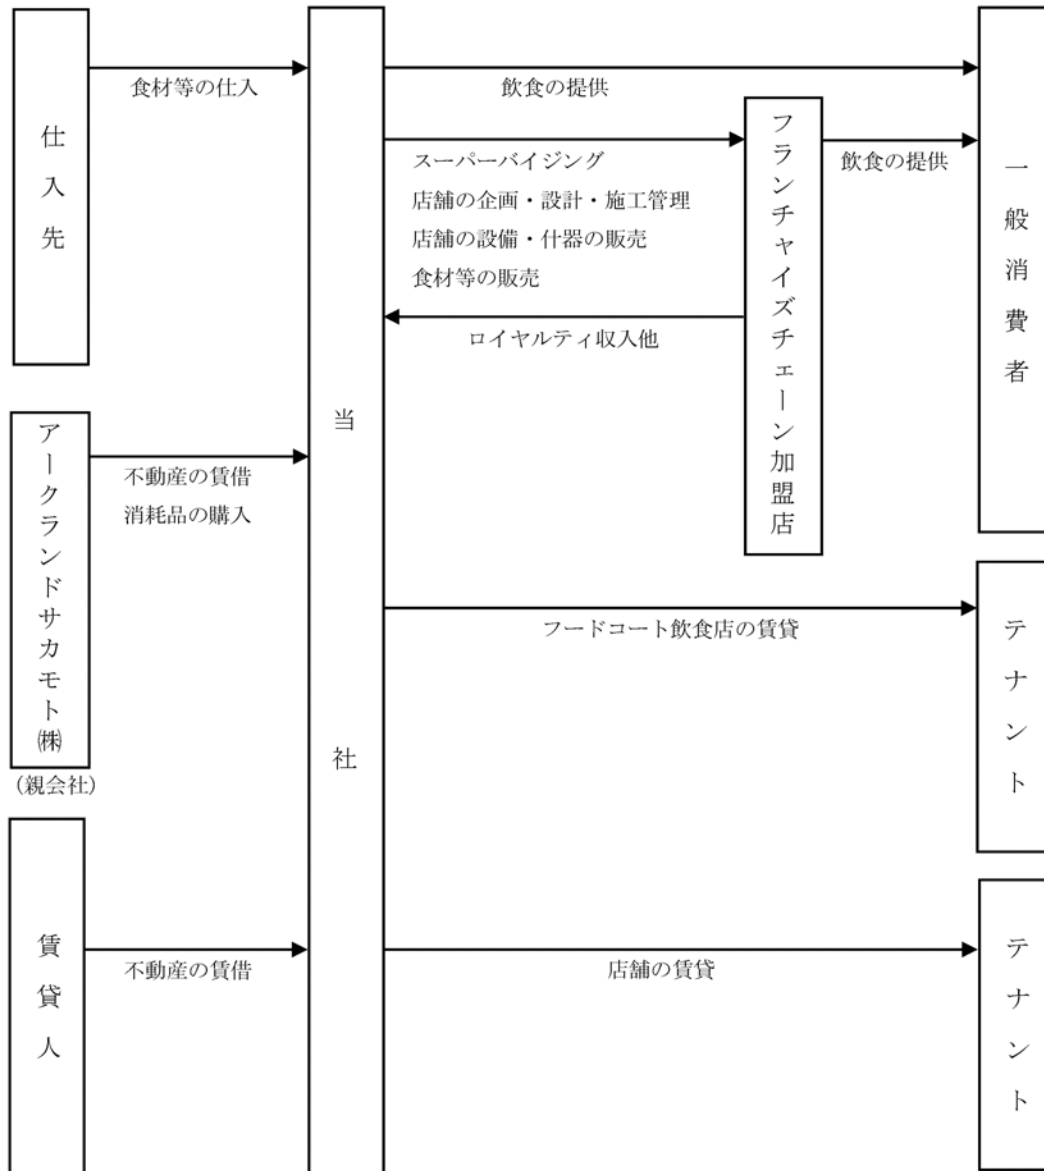 仕入先
食材等の仕入
飲食の提供
スーパーバイジング
店舗の企画・設計・施工管理
店舗の設備・什器の販売
食材等の販売
ロイヤルティ収入他
フランチャイズチェーン加盟店
飲食の提供
一般消費者
アークランドサカモト㈱
(親会社)
不動産の賃借
消耗品の購入
当社
フードコート飲食店の賃貸
テナント
賃貸人
不動産の賃借
店舗の賃貸
テナント